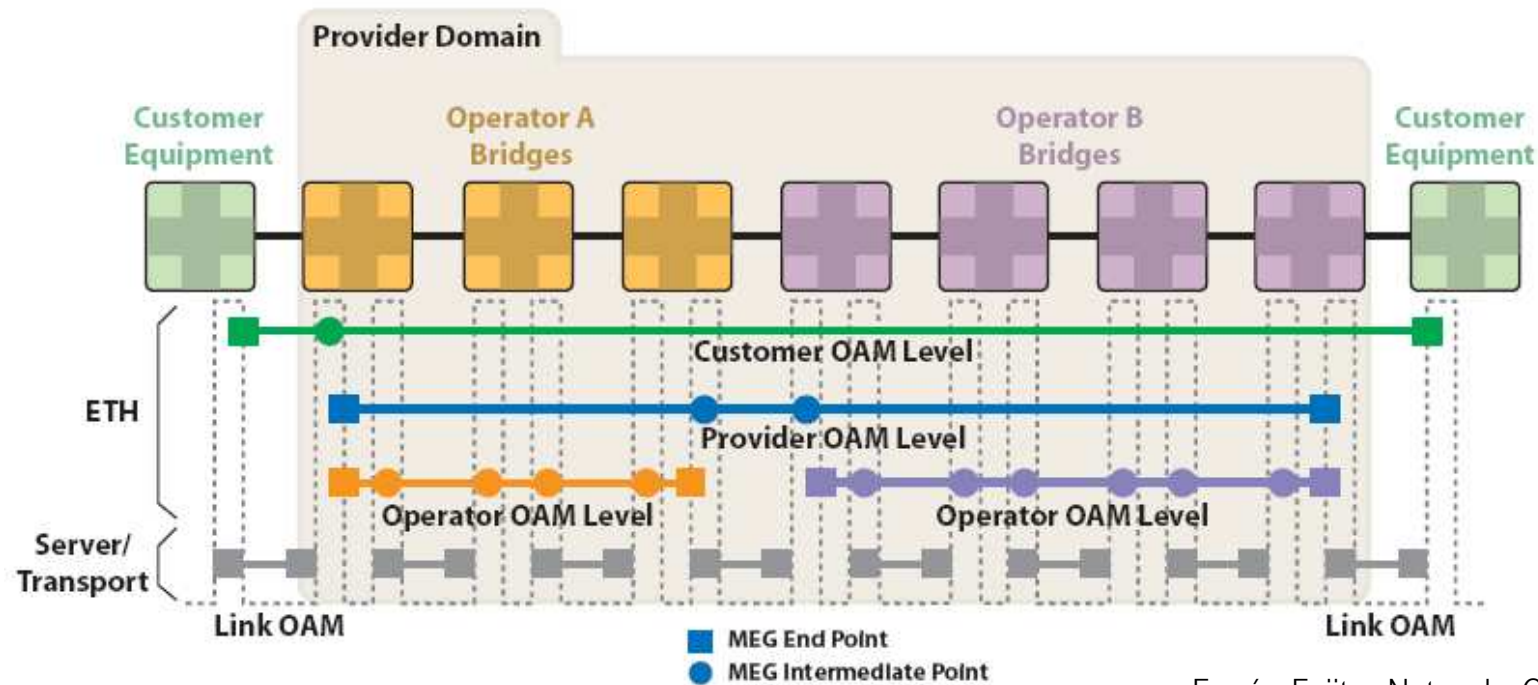 Provider Domain
Customer
Equipment
Operator A
Bridges
Operator B
Bridges
Customer
Equipment
ETH
Customer OAM Level
Provider OAM Level
Operator OAM Level
Operator OAM Level
Server/
Transport
Link OAM
Link OAM
MEG End Point
MEG Intermediate Point